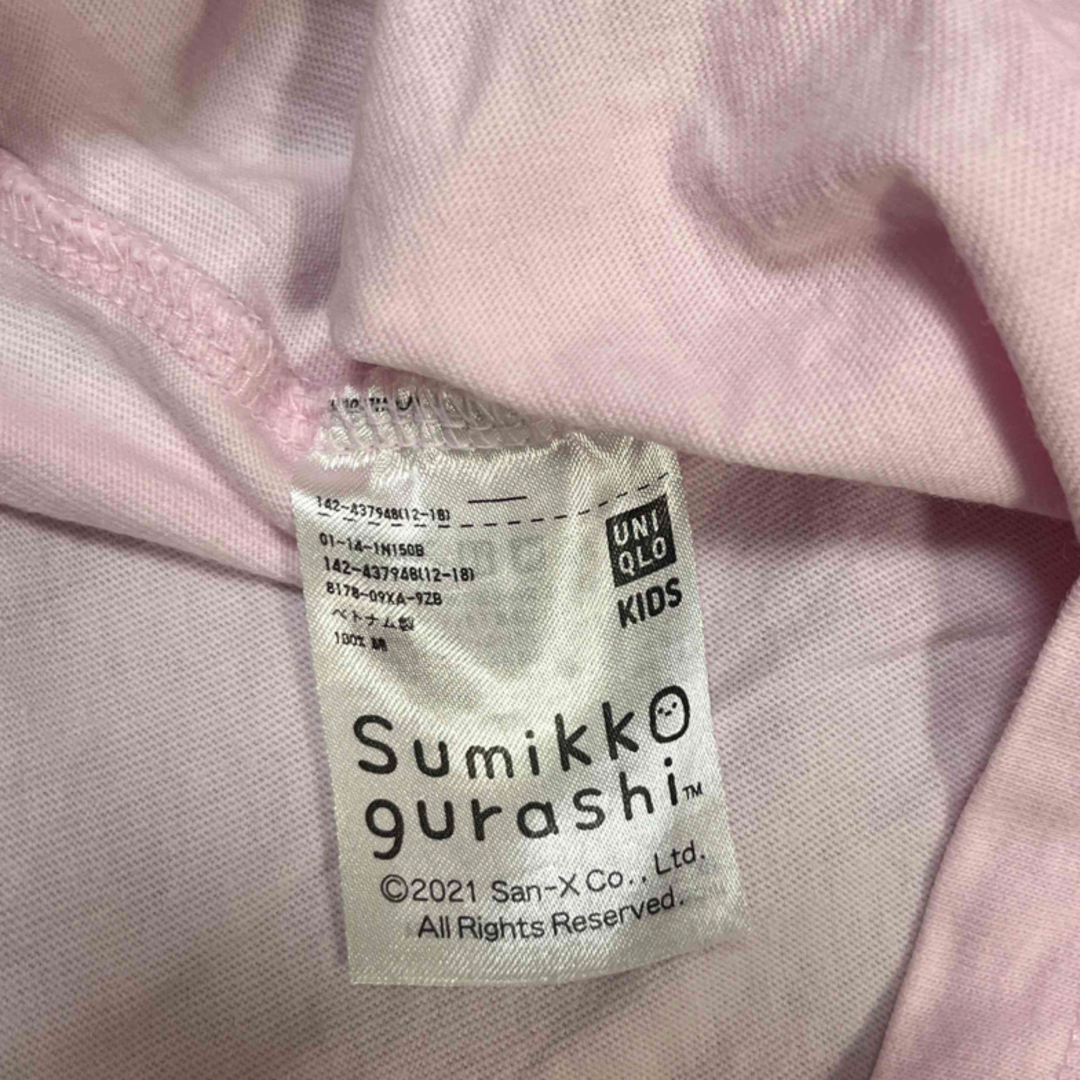 142-437948(12-18)
01-14-1N150B
142-437948(12-18)
8178-09XA-9ZB
ベトナム製
100% 綿
UNI
QLO
KIDS
Sumikko
gurashi™
©2021 San-X Co., Ltd.
All Rights Reserved.